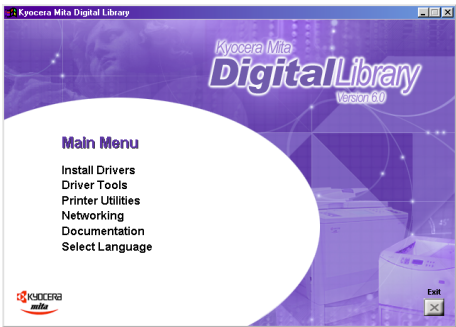 Kyocera Mita Digital Library
Kyocera Mita
DigitalLibrary
Version 6.0
Main Menu
Install Drivers
Driver Tools
Printer Utilities
Networking
Documentation
Select Language
KYOCERA
mita
Exit